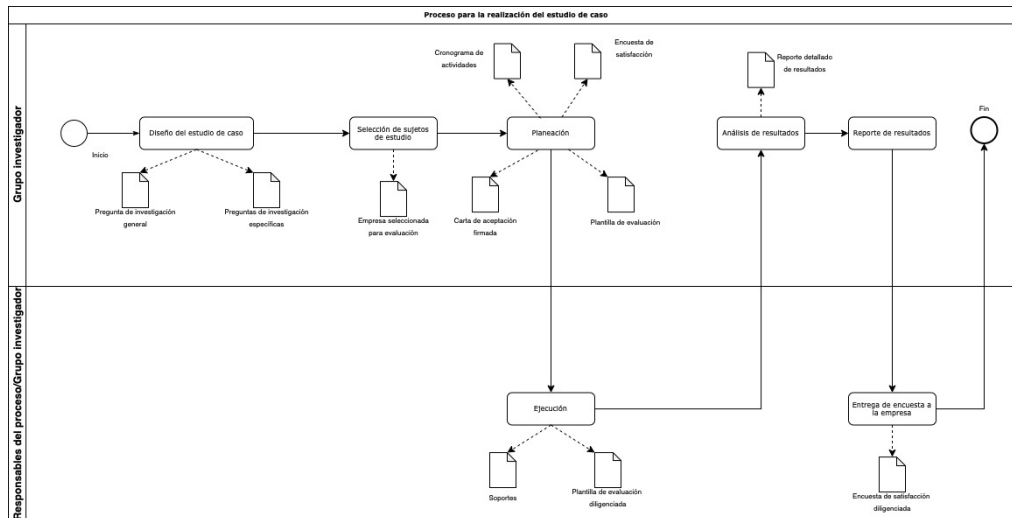 Proceso para la realización del estudio de caso
Grupo investigador
Cronograma de
actividades
Encuesta de
satisfacción
Reporte detallado
de resultados
Inicio
Diseño del estudio de caso
Selección de sujetos
de estudio
Planeación
Análisis de resultados
Reporte de resultados
Fin
Pregunta de investigación
general
Preguntas de investigación
específicas
Empresa seleccionada
para evaluación
Carta de aceptación
firmada
Plantilla de evaluación
Responsables del proceso/Grupo investigador
Ejecución
Entrega de encuesta a
la empresa
Soportes
Plantilla de evaluación
diligenciada
Encuesta de satisfacción
diligenciada